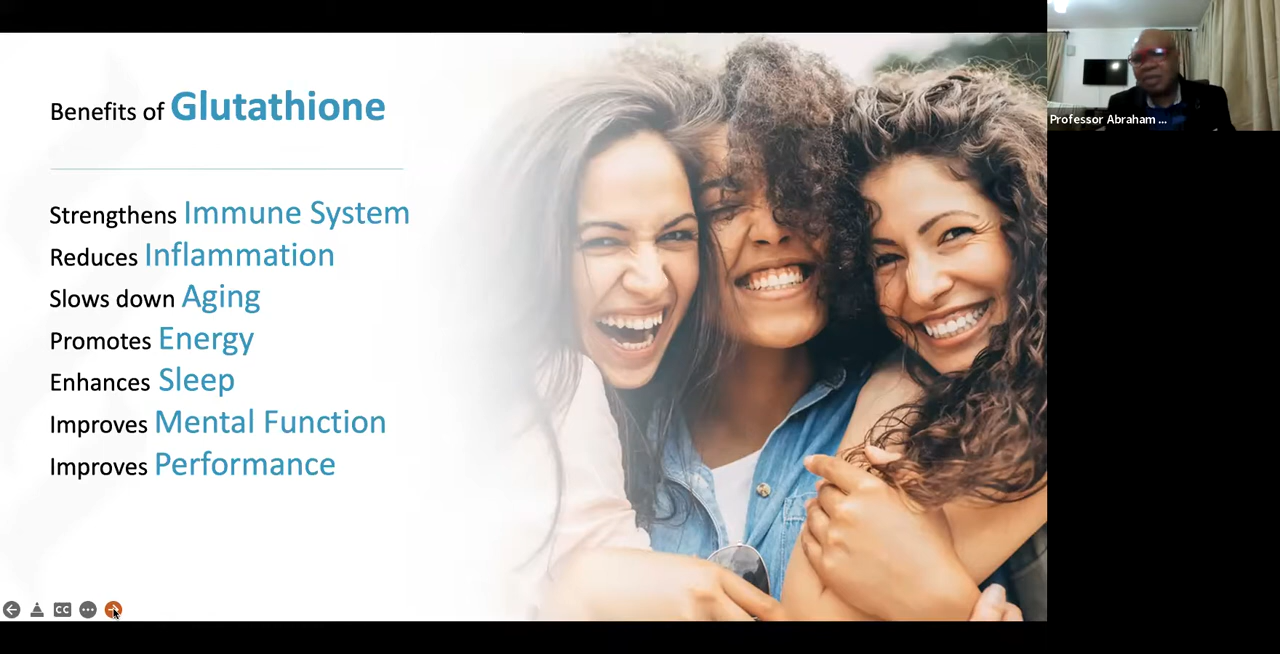 Benefits of Glutathione
Strengthens Immune System
Reduces Inflammation
Slows down Aging
Promotes Energy
Enhances Sleep
Improves Mental Function
Improves Performance
CC
Professor Abraham ...